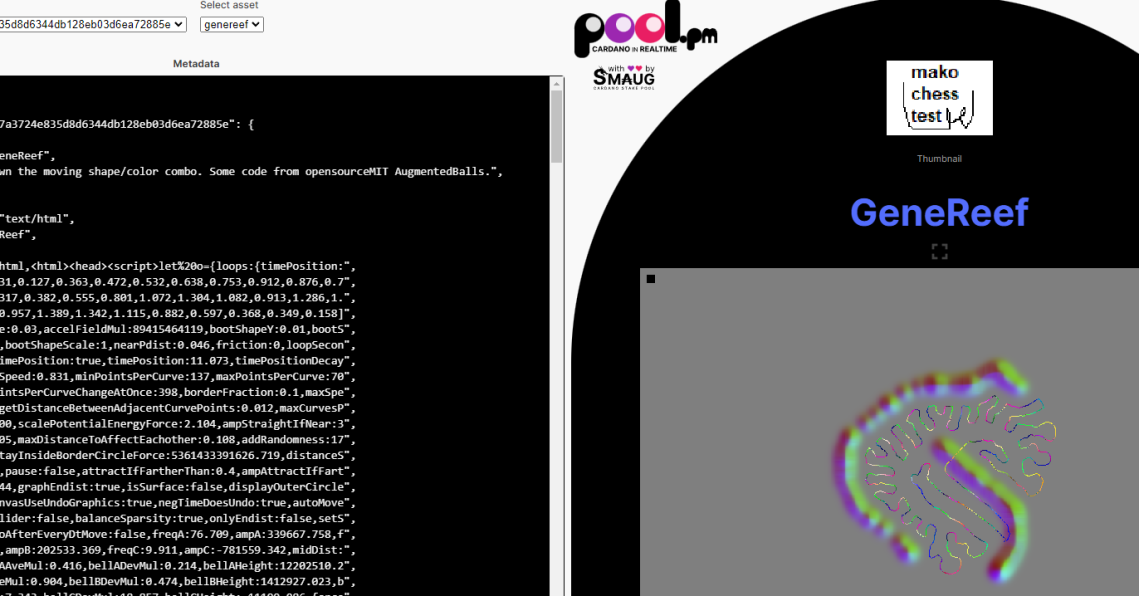 Select asset
35d8d6344db128eb03d6ea72885e
genereef
Metadata
7a3724e835d8d6344db128eb03d6ea72885e": {
eneReef",
wn the moving shape/color combo. Some code from opensourceMIT AugmentedBalls.",
"text/html",
Reef",
html,<html><head><script>let%20o={loops:{timePosition:",
31,0.127,0.363,0.472,0.532,0.638,0.753,0.912,0.876,0.7"
317,0.382,0.555,0.801,1.072,1.304,1.082,0.913,1.286,1.",
0.957,1.389,1.342,1.115,0.882,0.597,0.368,0.349,0.158]",
e:0.03,accelFieldMul:89415464119,bootShapeY:0.01,bootS",
,bootShapeScale:1,nearPdist:0.046,friction:0,loopSecon",
imePosition:true,timePosition:11.073,timePositionDecay",
Speed:0.831,minPointsPerCurve:137,maxPointsPerCurve:70",
intsPerCurveChangeAtOnce:398,borderFraction:0.1,maxSpe",
getDistanceBetweenAdjacentCurvePoints:0.012,maxCurvesP",
00,scalePotentialEnergyForce:2.104,ampStraightIfNear:3",
05,maxDistanceToAffectEachother:0.108,addRandomness:17",
tayInsideBorderCircleForce:5361433391626.719,distanceS",
,pause:false,attractIfFartherThan:0.4,ampAttractIfFart",
44,graphEndist:true,isSurface:false,displayOuterCircle",
nvasUseUndoGraphics:true,negTimeDoesUndo:true,autoMove",
lider:false,balanceSparsity:true,onlyEndist:false,setS",
oAfterEveryDtMove:false,freqA:76.709,ampA:339667.758,f",
,ampB:202533.369,freqC:9.911,ampC:-781559.342,midDist:",
AAveMul:0.416,bellADevMul:0.214,bellAHeight:12202510.2",
eMul:0.904,bellBDevMul:0.474,bellBHeight:1412927.023,b",
pool.pm
CARDANO IN REALTIME
with by
SMAUG
CARDANO STAKE POOL
mako
chess
test
Thumbnail
GeneReef